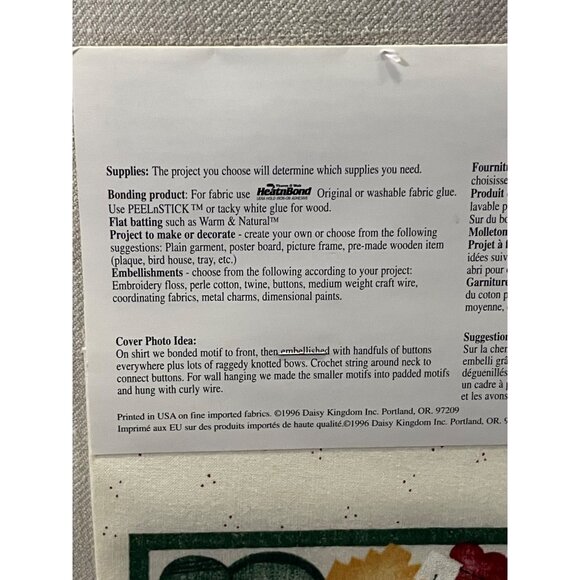 Supplies: The project you choose will determine which supplies you need.
Bonding product: For fabric use HeatnBond Original or washable fabric glue.
Use PEELnSTICK™ or tacky white glue for wood.
Flat batting such as Warm & Natural™
Project to make or decorate - create your own or choose from the following
suggestions: Plain garment, poster board, picture frame, pre-made wooden item
(plaque, bird house, tray, etc.)
Embellishments - choose from the following according to your project:
Embroidery floss, perle cotton, twine, buttons, medium weight craft wire,
coordinating fabrics, metal charms, dimensional paints.
Cover Photo Idea:
On shirt we bonded motif to front, then embellished with handfuls of buttons
everywhere plus lots of raggedy knotted bows. Crochet string around neck to
connect buttons. For wall hanging we made the smaller motifs into padded motifs
and hung with curly wire.
Printed in USA on fine imported fabrics. ©1996 Daisy Kingdom Inc. Portland, OR. 97209
Imprimé aux EU sur des produits importés de haute qualité.©1996 Daisy Kingdom Inc. Portland, OR. 9
Fournit
choisisse
Produit
lavable p
Sur du bo
Molleton
Projet à f
idées suiv
abri pour
Garniture
du coton p
moyenne,
Suggestion
Sur la cher
embelli grâ
déguenillés
un cadre à p
et les avons